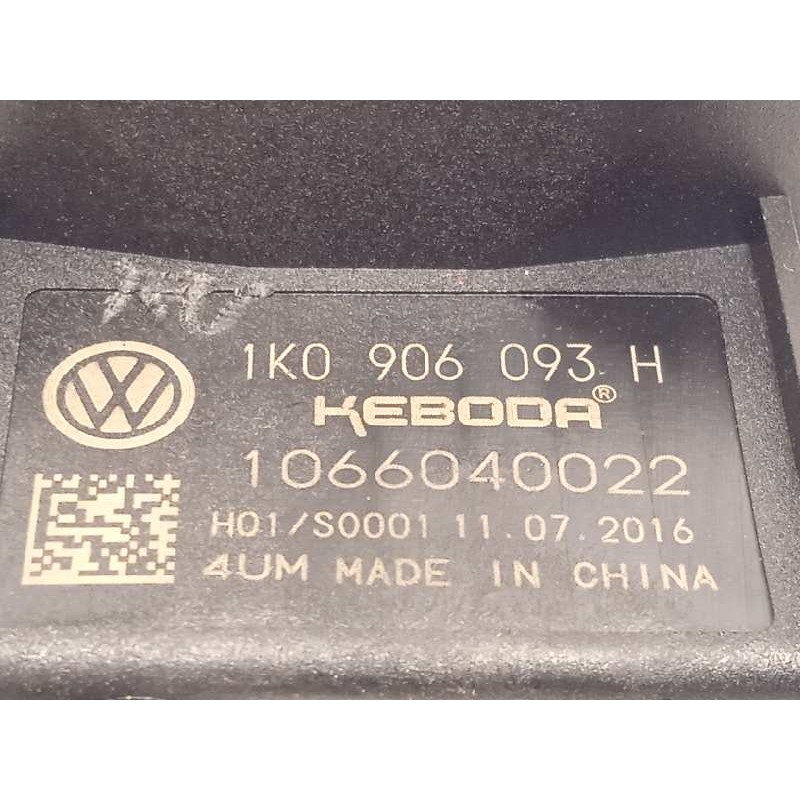 1K0 906 093 H
KEBODA®
1066040022
H01/S0001 11.07.2016
4UM MADE IN CHINA